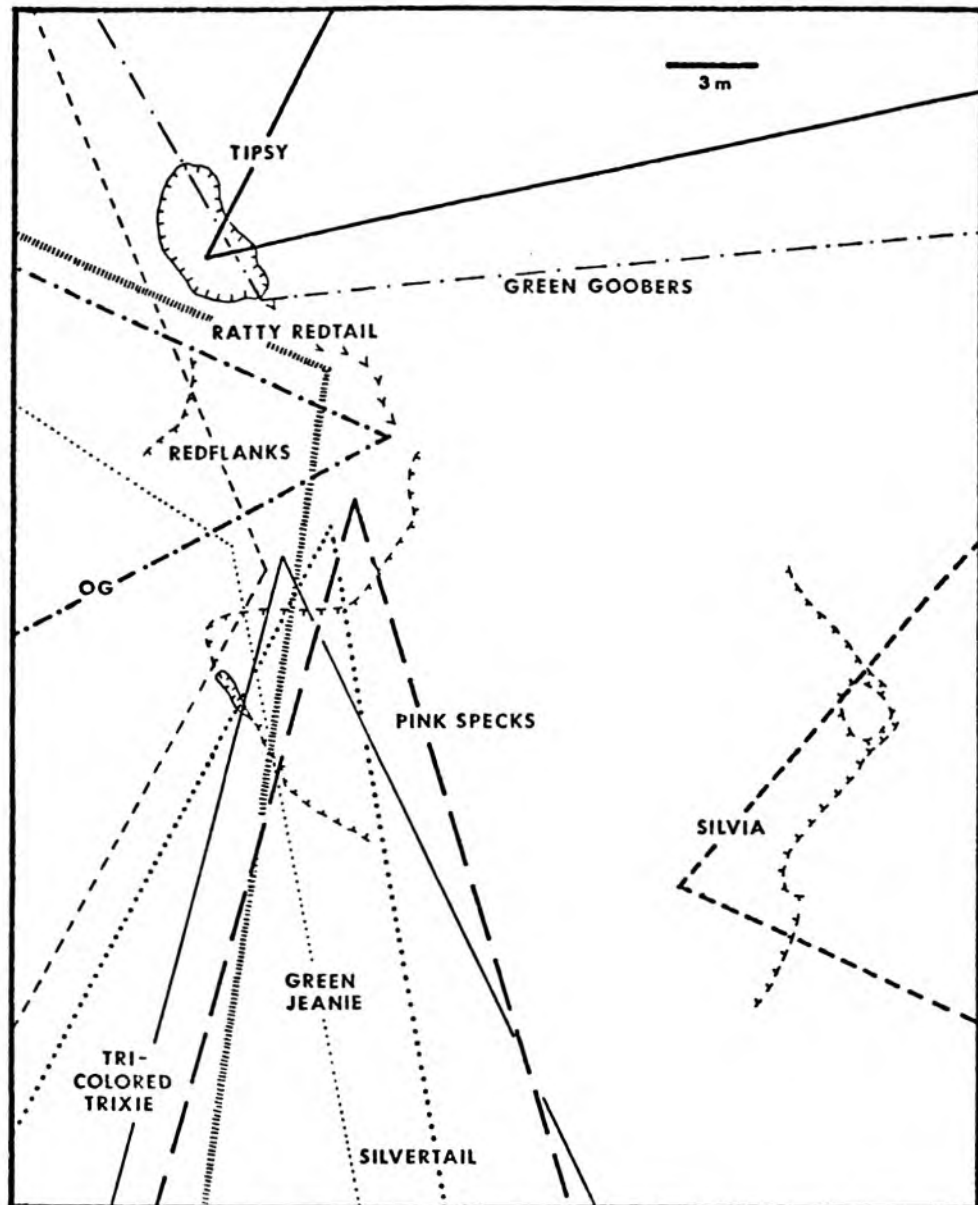 3 m
TIPSY
GREEN GOOBERS
RATTY REDTAIL
REDFLANKS
OG
PINK SPECKS
SILVIA
GREEN
JEANIE
TRI-
COLORED
TRIXIE
SILVERTAIL